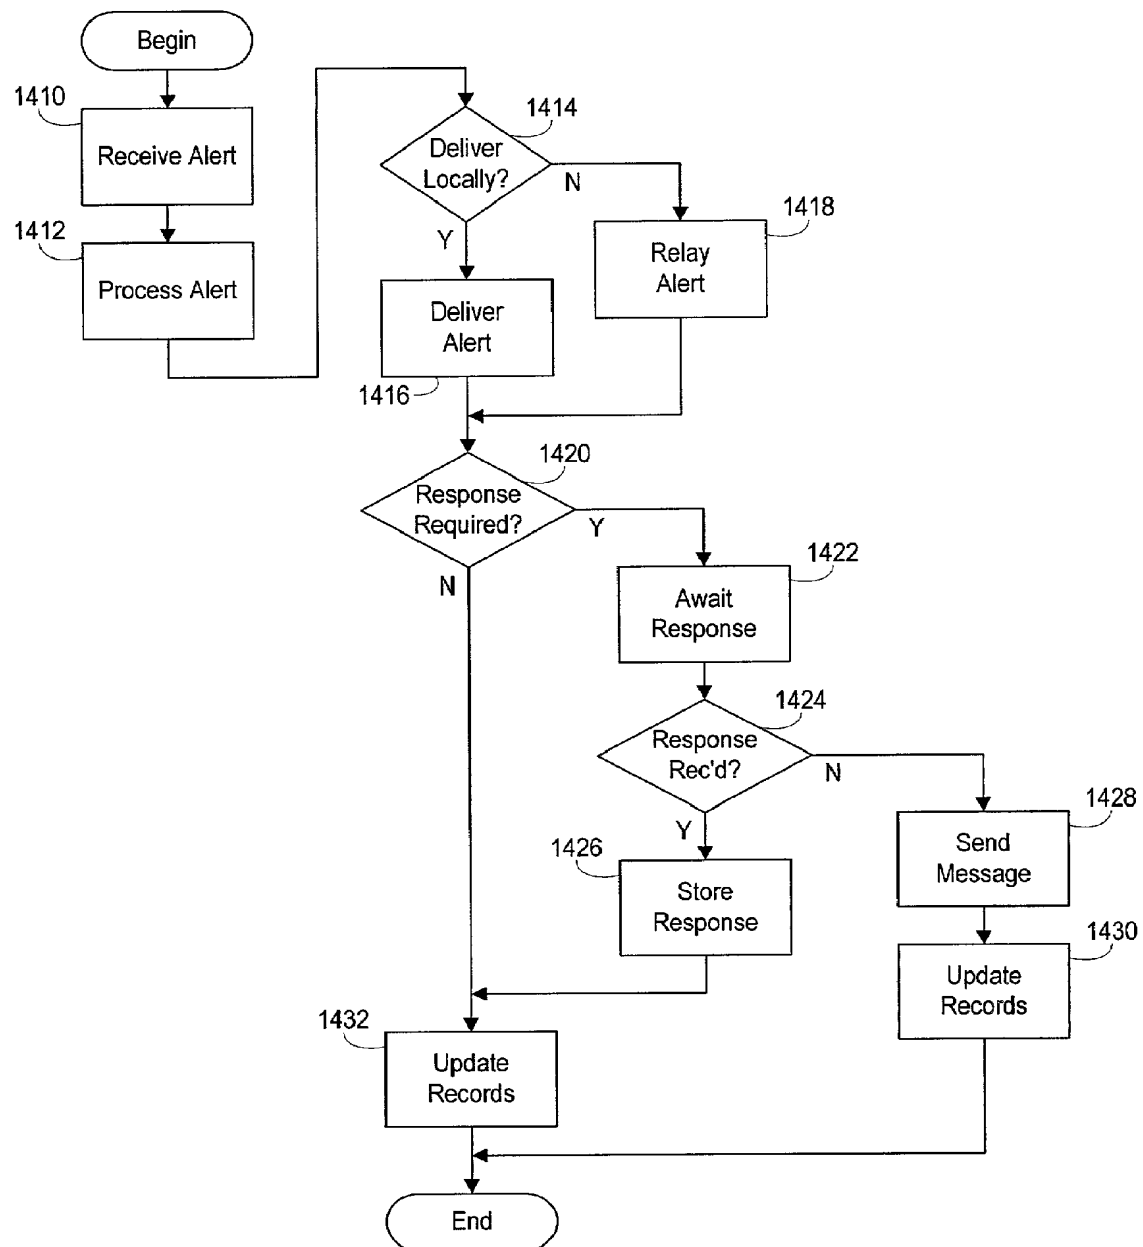 Begin
1410
Receive Alert
1412
Process Alert
1414
Deliver
Locally?
N
Y
1418
Relay
Alert
Deliver
Alert
1416
1420
Response
Required?
Y
N
1422
Await
Response
1424
Response
Rec'd?
N
Y
1428
Send
Message
1426
Store
Response
1430
Update
Records
1432
Update
Records
End